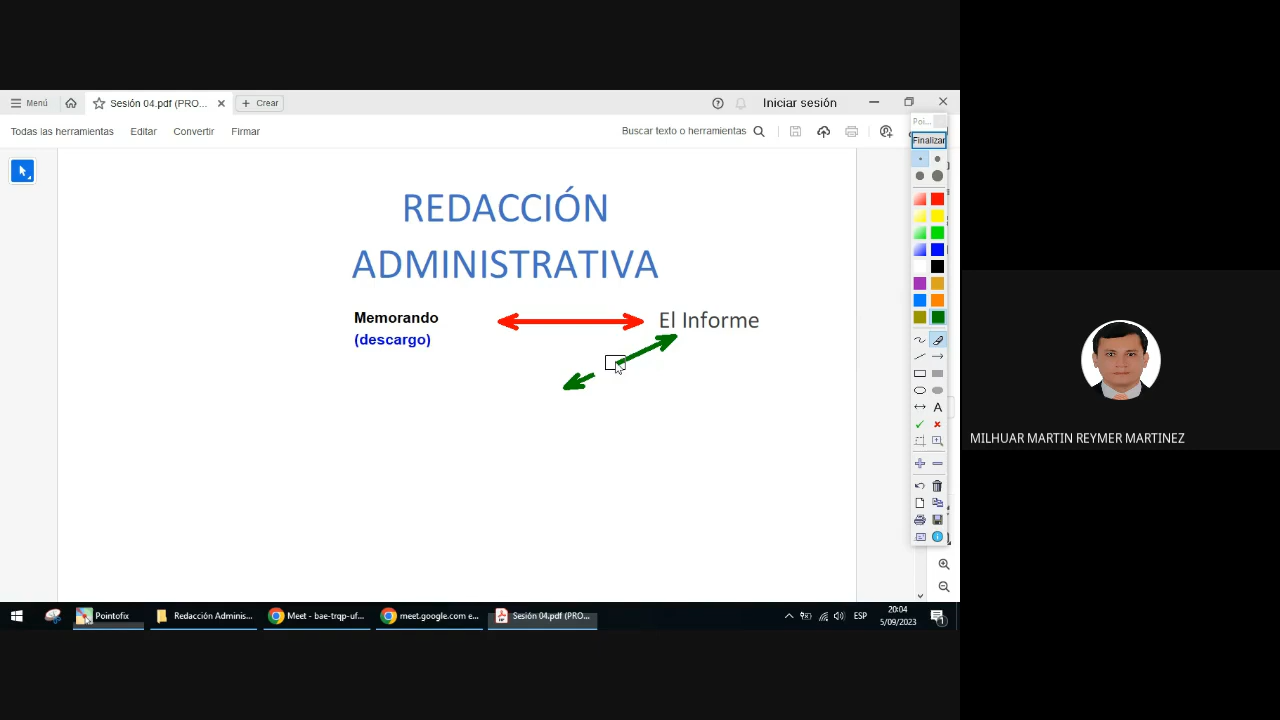 Menú
Sesión 04.pdf (PRO...
Crear
Iniciar sesión
Todas las herramientas
Editar
Convertir
Firmar
Buscar texto o herramientas
Poi...
Finalizar
REDACCIÓN
ADMINISTRATIVA
Memorando
El Informe
(descargo)
A
MILHUAR MARTIN REYMER MARTINEZ
Pointofix
Redacción Adminis...
Meet - bae-trqp-uf...
meet.google.com e...
Sesión 04.pdf (PRO...
ESP
20:04
5/09/2023
1